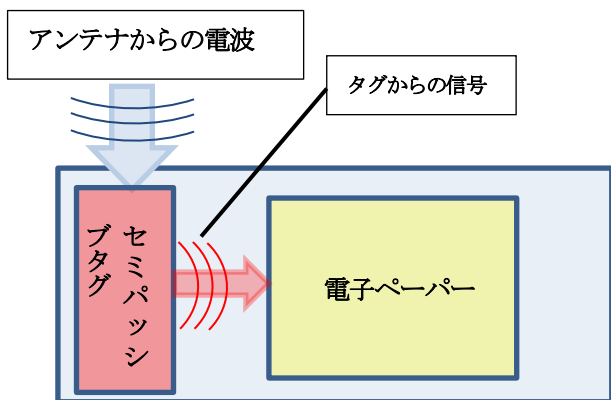 アンテナからの電波
タグからの信号
セミパッシ
ブタグ
電子ペーパー